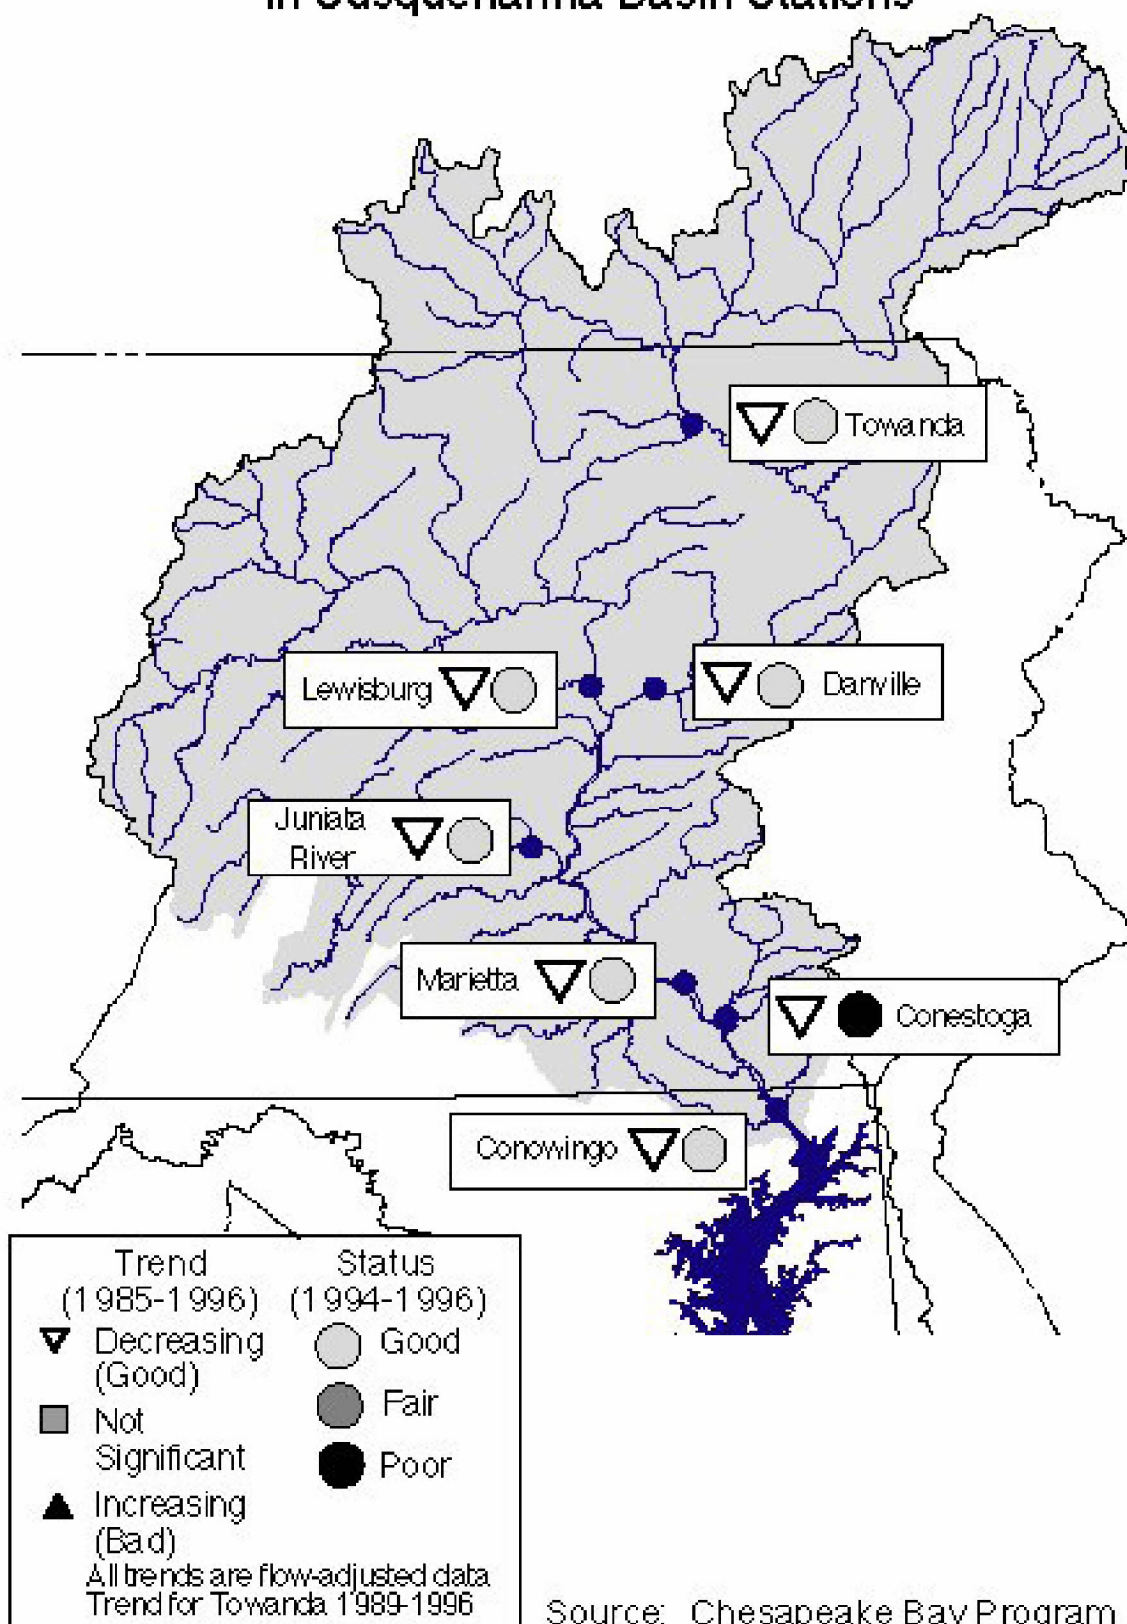 in Susquehanna Basin Stations
Towanda
Lewisburg
Danville
Juniata
River
Marietta
Conestoga
Conowingo
Trend
(1985-1996)
Status
(1994-1996)
Decreasing
(Good)
Not
Significant
Increasing
(Bad)
Good
Fair
Poor
All trends are flow-adjusted data
Trend for Towanda 1989-1996
Source: Chesapeake Bay Program